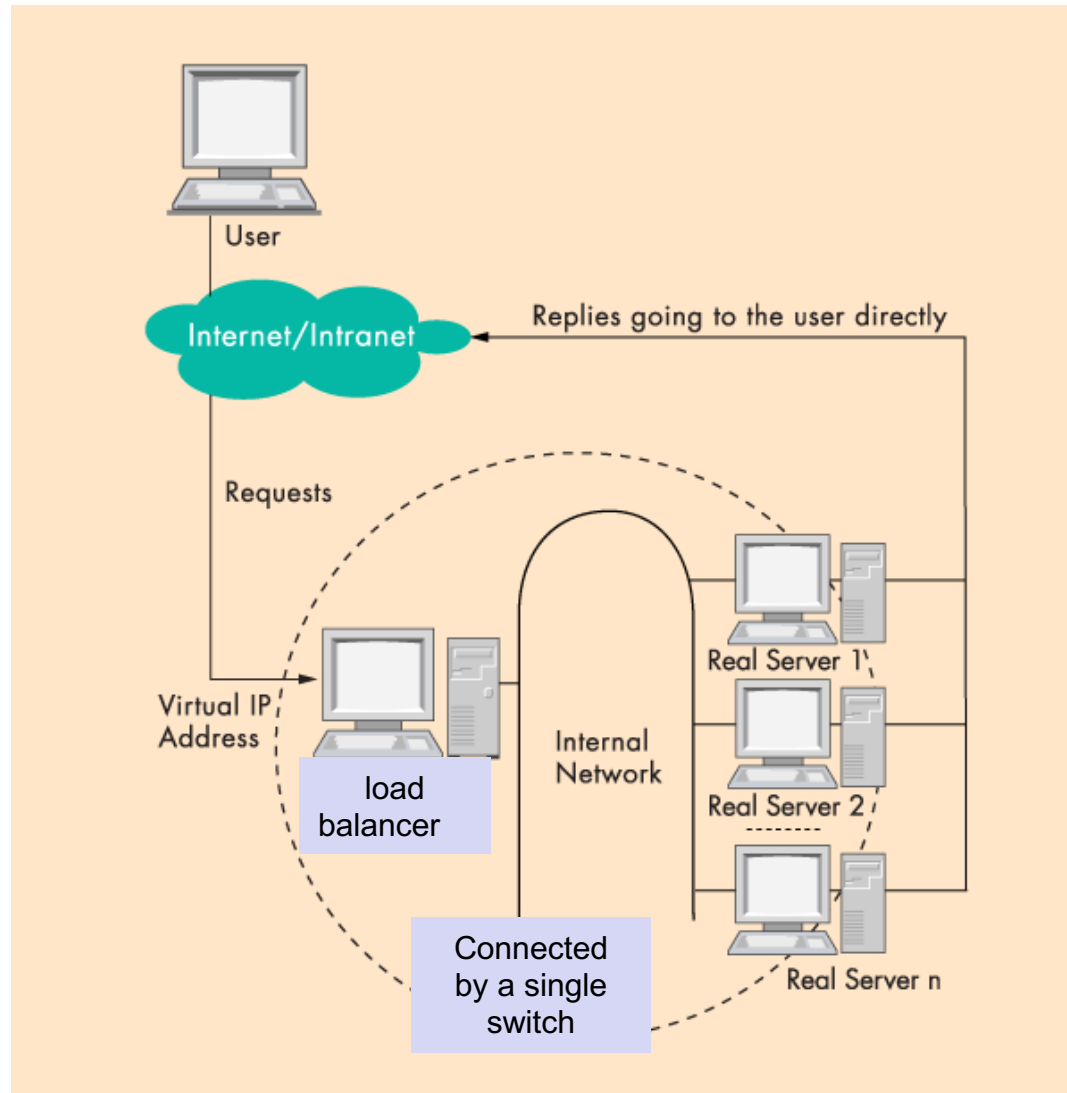 User
Internet/Intranet
Replies going to the user directly
Requests
Virtual IP
Address
load
balancer
Internal
Network
Real Server 1
Real Server 2
Real Server n
Connected
by a single
switch